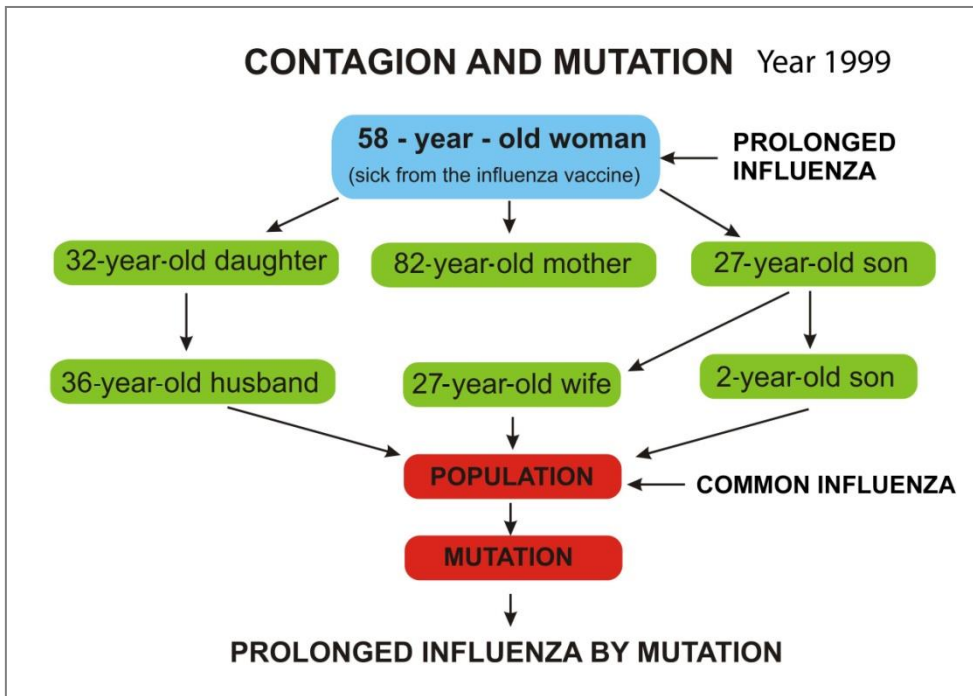 CONTAGION AND MUTATION Year 1999
58 - year - old woman
(sick from the influenza vaccine)
PROLONGED
INFLUENZA
32-year-old daughter
82-year-old mother
27-year-old son
36-year-old husband
27-year-old wife
2-year-old son
POPULATION
COMMON INFLUENZA
MUTATION
PROLONGED INFLUENZA BY MUTATION